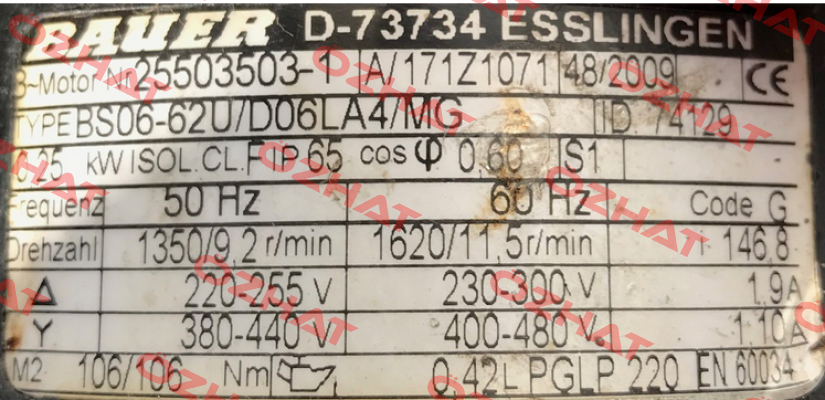 BAUER D-73734 ESSLINGEN
3~Motor Nr. 25503503-1 A/171Z1071 48/2009 CE
TYPE BS06-62U/D06LA4/MG ID. 74129
0,25 kW ISOL.CL.F IP 65 cos φ 0,60 S1
Frequenz 50 Hz 60 Hz Code G
Drehzahl 1350/9,2 r/min 1620/11,5 r/min 146,8
Δ 220-255 V 230-300 V 1,9 A
Y 380-440 V 400-480 V 1,10 A
M2 106/106 Nm 0,42L PGLP 220 EN 60034
OZHAT